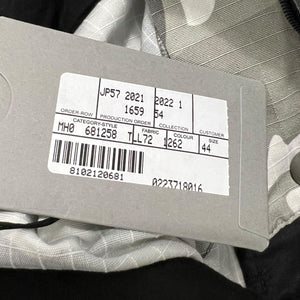 JP57 2021 2022 1
1659 54
ORDER-ROW PRODUCTION ORDER COLLECTION CUSTOMER
CATEGORY-STYLE FABRIC COLOUR SIZE
MH0 681258 TLL72 1262 44
8102120681 0223718016